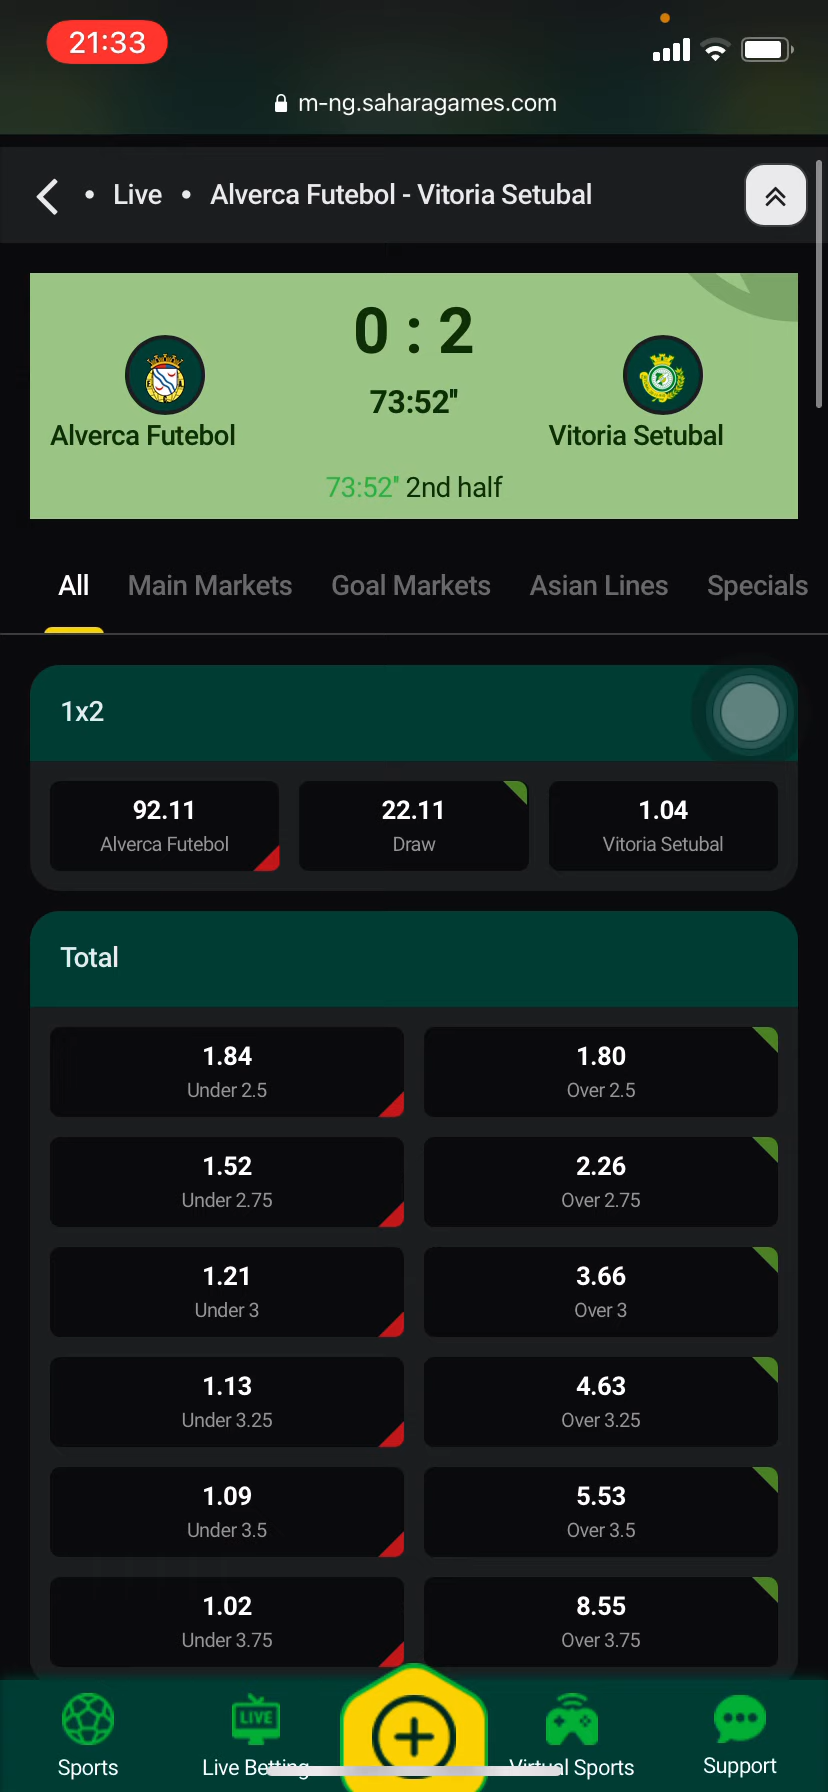 21:33
m-ng.saharagames.com
• Live • Alverca Futebol - Vitoria Setubal
0 : 2
73:52"
Alverca Futebol
Vitoria Setubal
73:52" 2nd half
All Main Markets Goal Markets Asian Lines Specials
1x2
92.11 22.11 1.04
Alverca Futebol Draw Vitoria Setubal
Total
1.84 1.80
Under 2.5 Over 2.5
1.52 2.26
Under 2.75 Over 2.75
1.21 3.66
Under 3 Over 3
1.13 4.63
Under 3.25 Over 3.25
1.09 5.53
Under 3.5 Over 3.5
1.02 8.55
Under 3.75 Over 3.75
LIVE
Sports Live Betting Virtual Sports Support